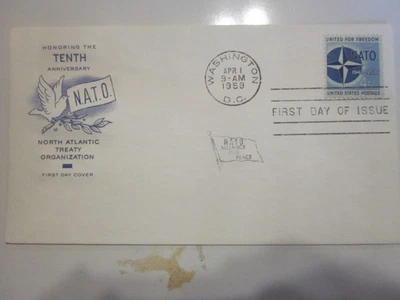 HONORING THE
TENTH
ANNIVERSARY
N.A.T.O.
NORTH ATLANTIC
TREATY
ORGANIZATION
FIRST DAY COVER
WASHINGTON
APR 1
9-AM
1959
D.C.
UNITED FOR FREEDOM
NATO
UNITED STATES POSTAGE
FIRST DAY OF ISSUE
N.A.T.O.
PEACE